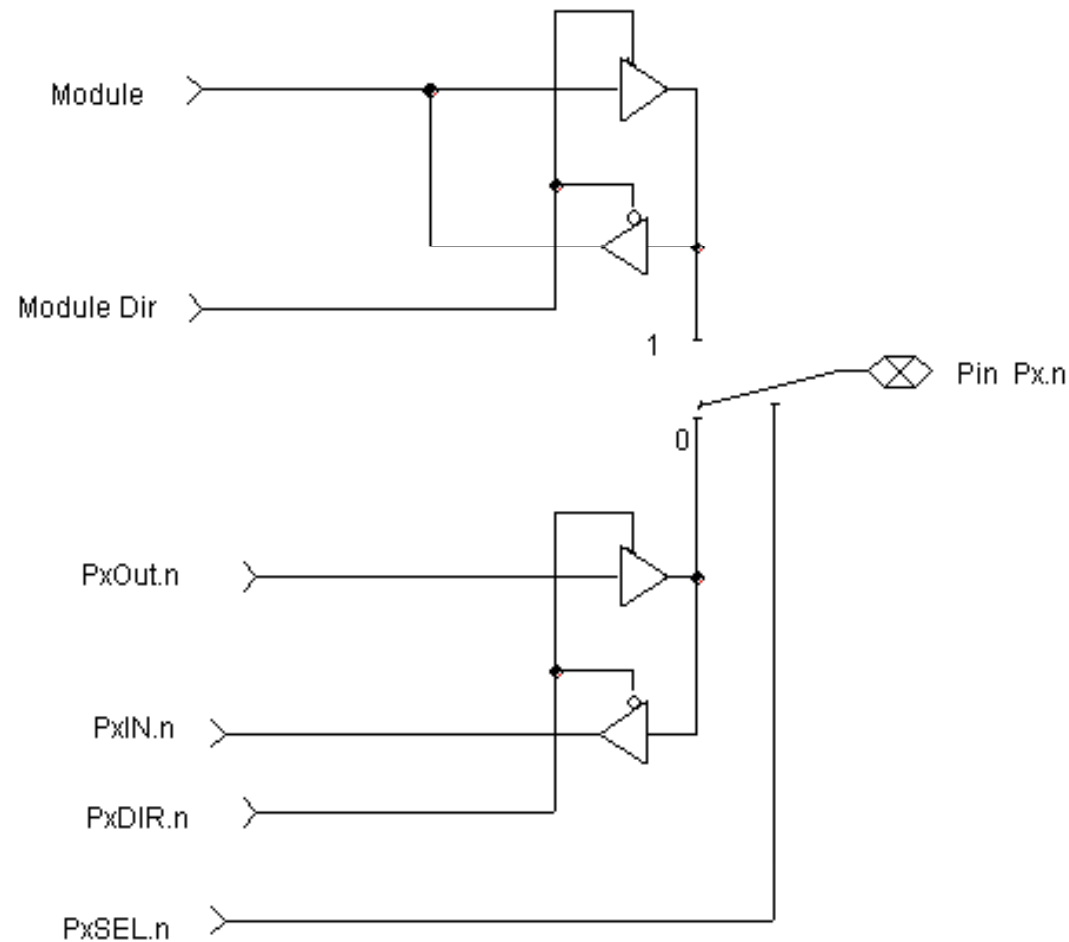 Module
Module Dir
1
Pin Px.n
0
PxOut.n
PxIN.n
PxDIR.n
PxSEL.n